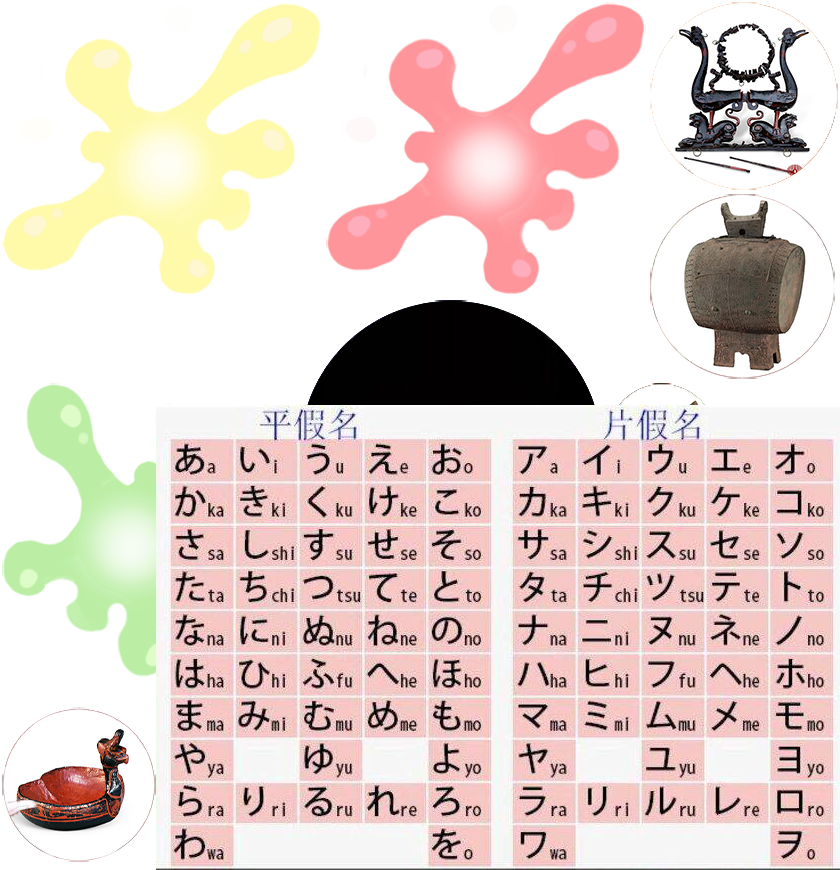 平假名 片假名
あa いi うu えe おo アa イi ウu エe オo
かka きki くku けke こko カka キki クku ケke コko
さsa しshi すsu せse そso サsa シshi スsu セse ソso
たta ちchi つtsu てte とto タta チchi ツtsu テte トto
なna にni ぬnu ねne のno ナna ニni ヌnu ネne ノno
はha ひhi ふfu へhe ほho ハha ヒhi フfu ヘhe ホho
まma みmi むmu めme もmo マma ミmi ムmu メme モmo
やya ゆyu よyo ヤya ユyu ヨyo
らra りri るru れre ろro ラra リri ルru レre ロro
わwa をo ワwa ヲo